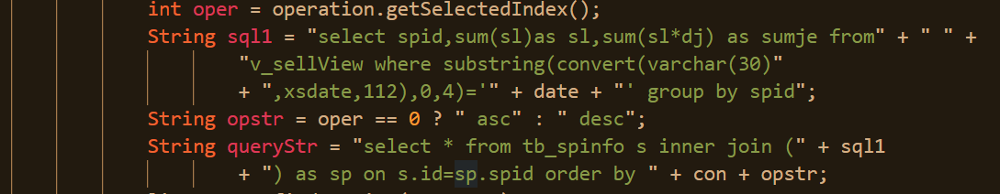 int oper = operation.getSelectedIndex();
String sql1 = "select spid,sum(sl)as sl,sum(sl*dj) as sumje from" + " " +
"v_sellView where substring(convert(varchar(30)"
+ ",xsdate,112),0,4)='" + date + "' group by spid";
String opstr = oper == 0 ? " asc" : " desc";
String queryStr = "select * from tb_spinfo s inner join (" + sql1
+ ") as sp on s.id=sp.spid order by " + con + opstr;